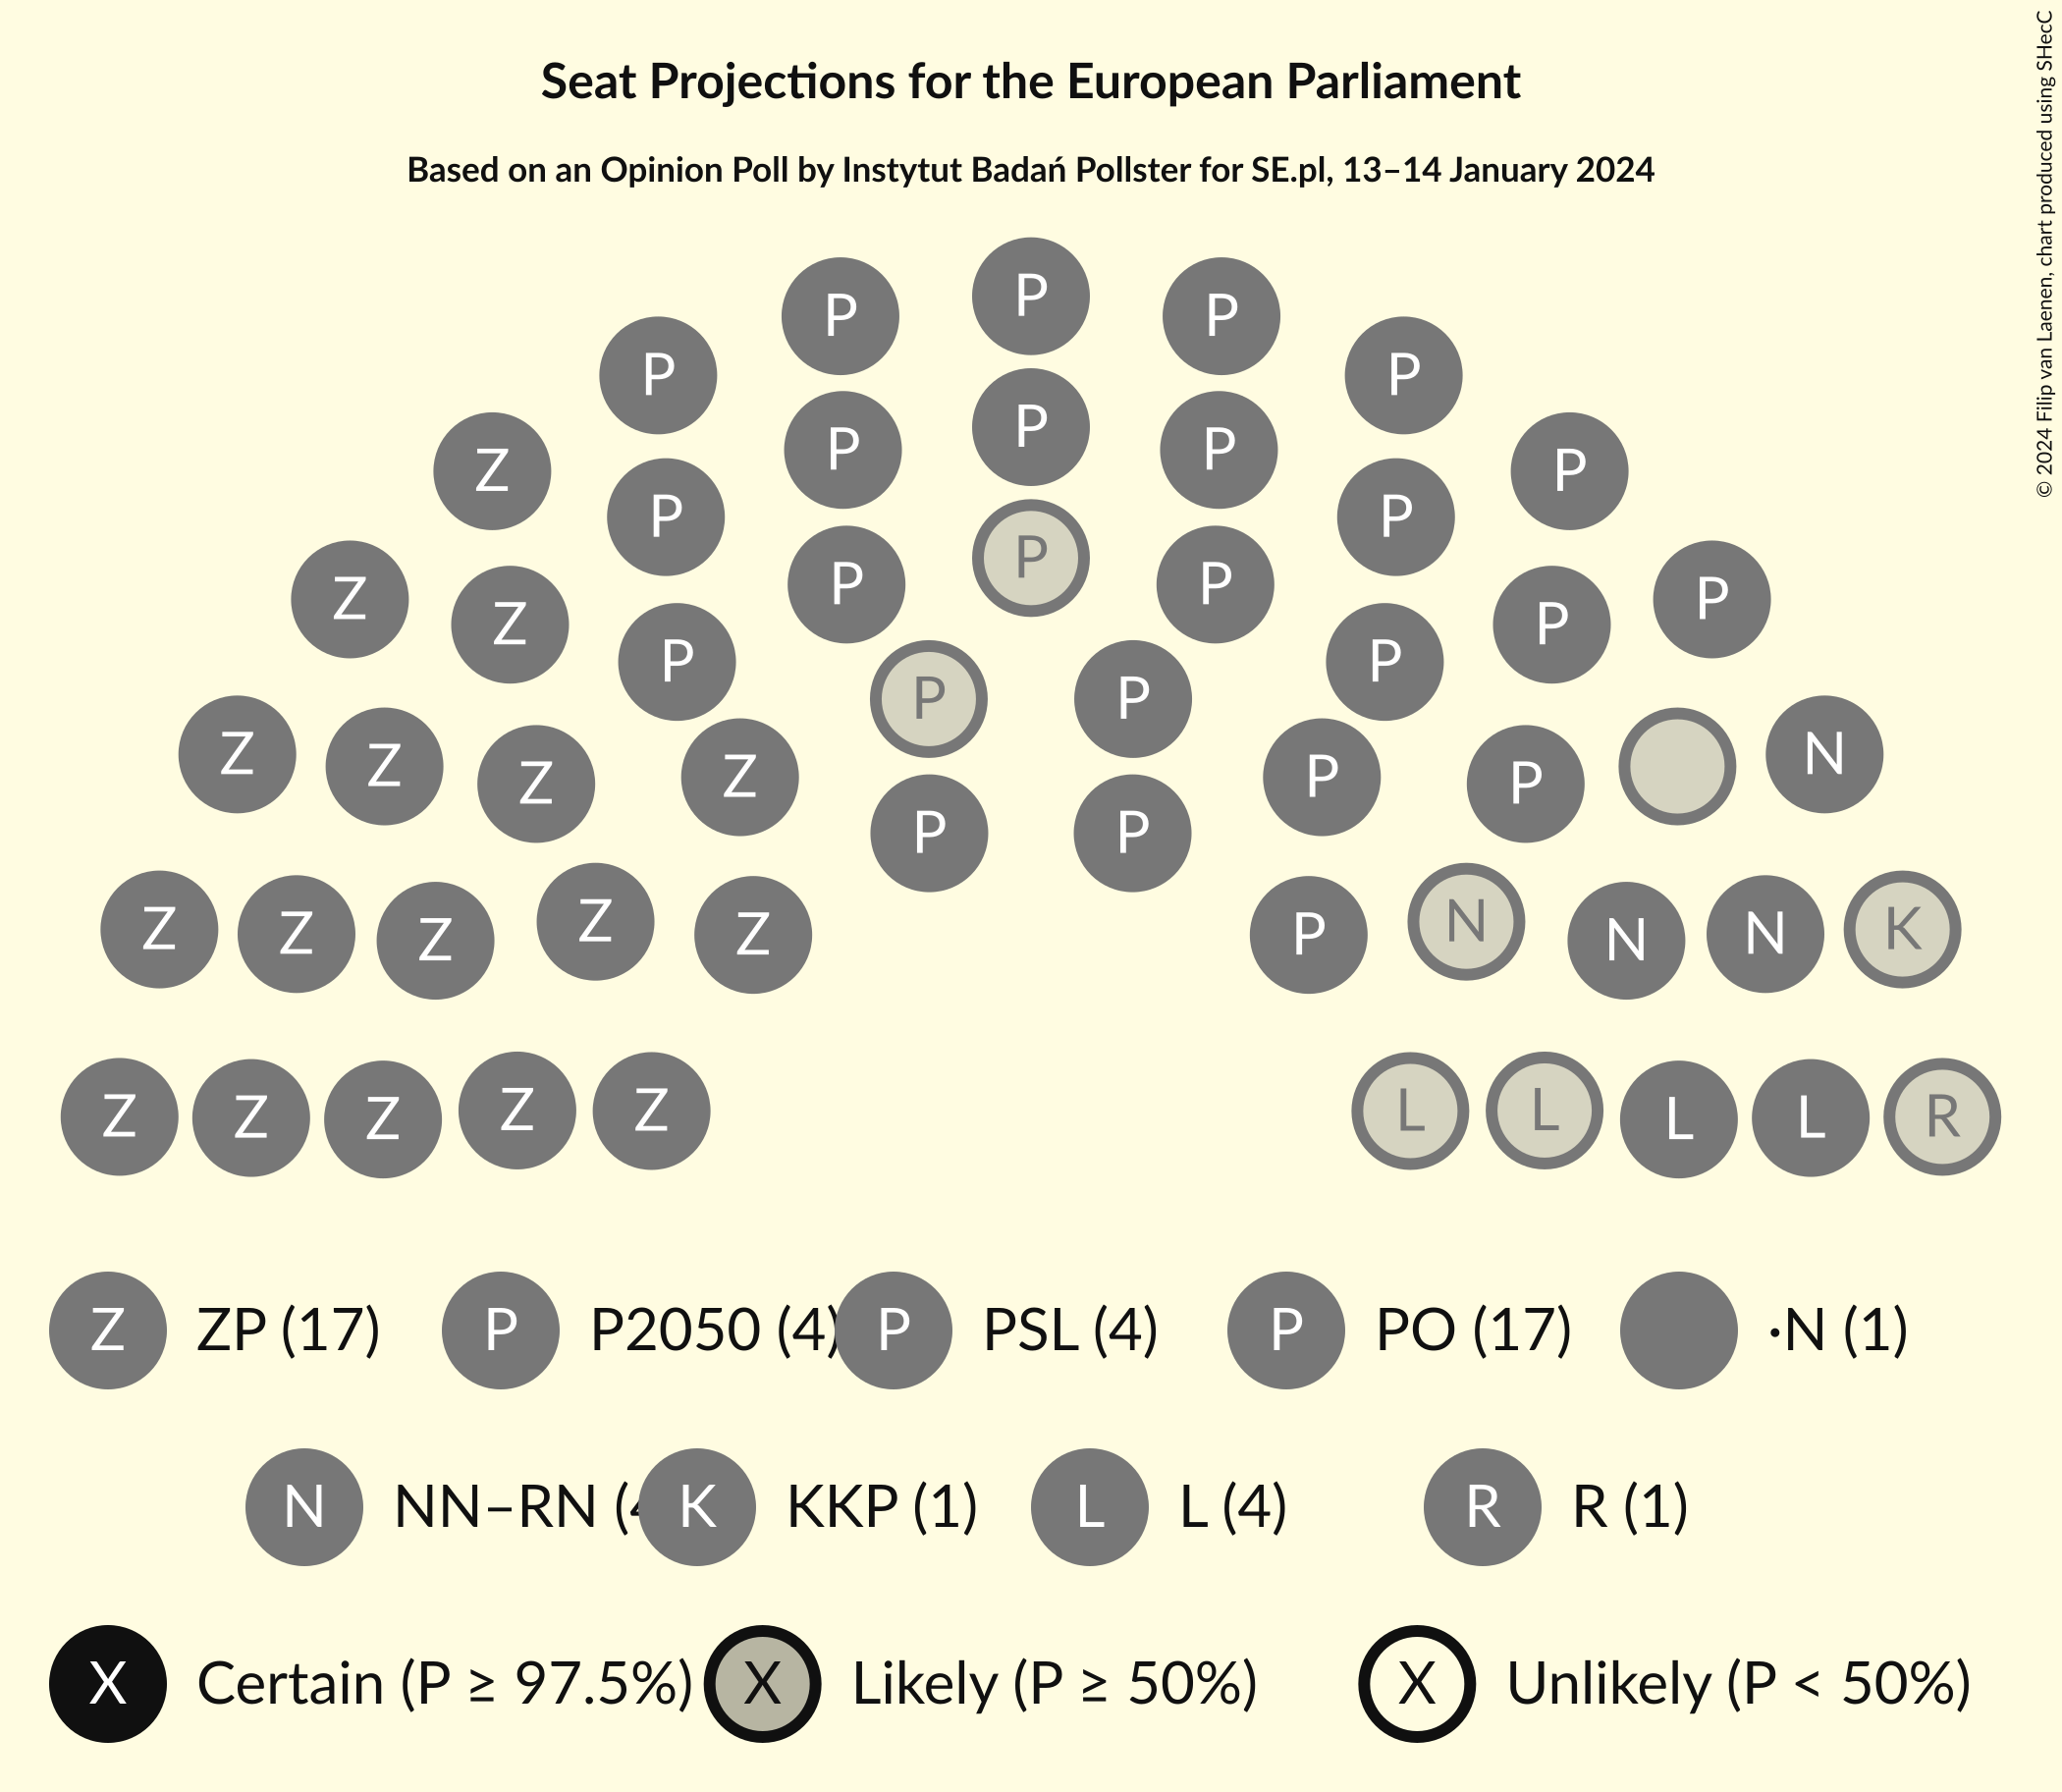 Seat Projections for the European Parliament
Based on an Opinion Poll by Instytut Badań Pollster for SE.pl, 13–14 January 2024
© 2024 Filip van Laenen, chart produced using SHecC
P P P
P P
P P P
Z P
P P
P P P
Z P
Z P
P P
P P
Z Z Z Z P P N
P P
Z Z Z Z Z P N N N K
Z Z Z Z Z L L L L R
Z ZP (17) P P2050 (4) P PSL (4) P PO (17) ·N (1)
N NN–RN K KKP (1) L L (4) R R (1)
X Certain (P ≥ 97.5%) X Likely (P ≥ 50%) X Unlikely (P < 50%)